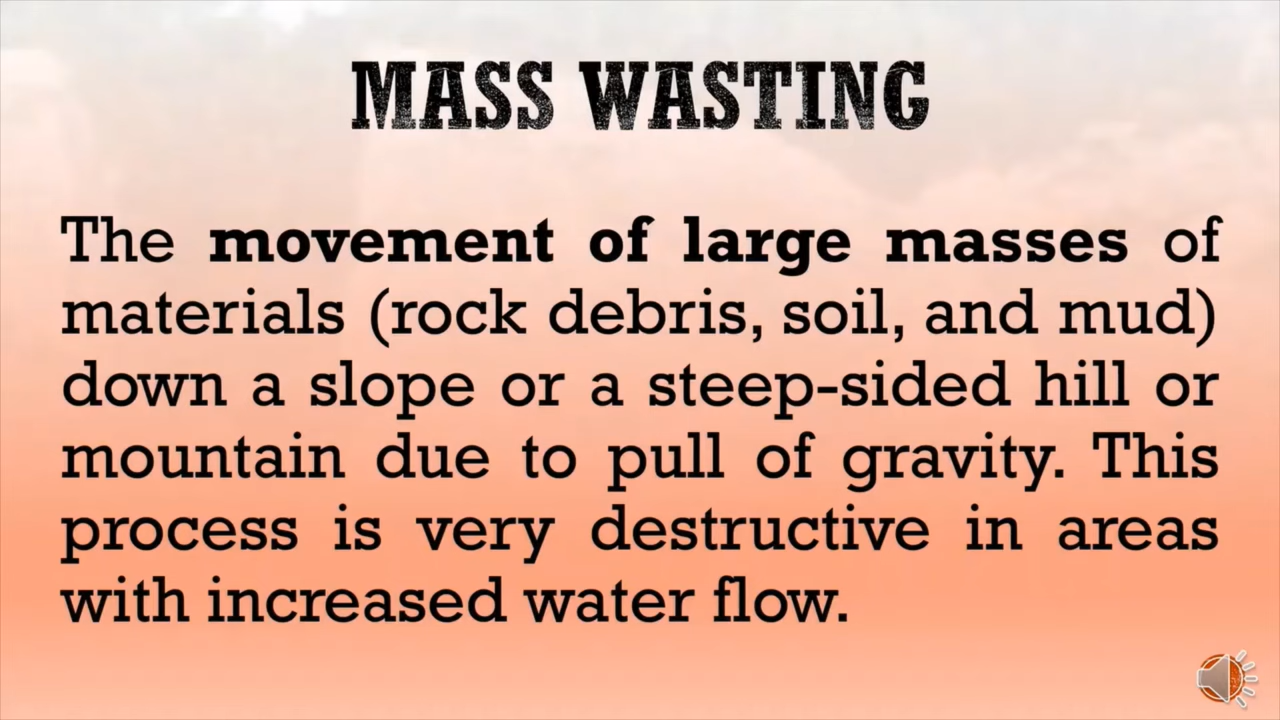 MASS WASTING
The movement of large masses of
materials (rock debris, soil, and mud)
down a slope or a steep-sided hill or
mountain due to pull of gravity. This
process is very destructive in areas
with increased water flow.